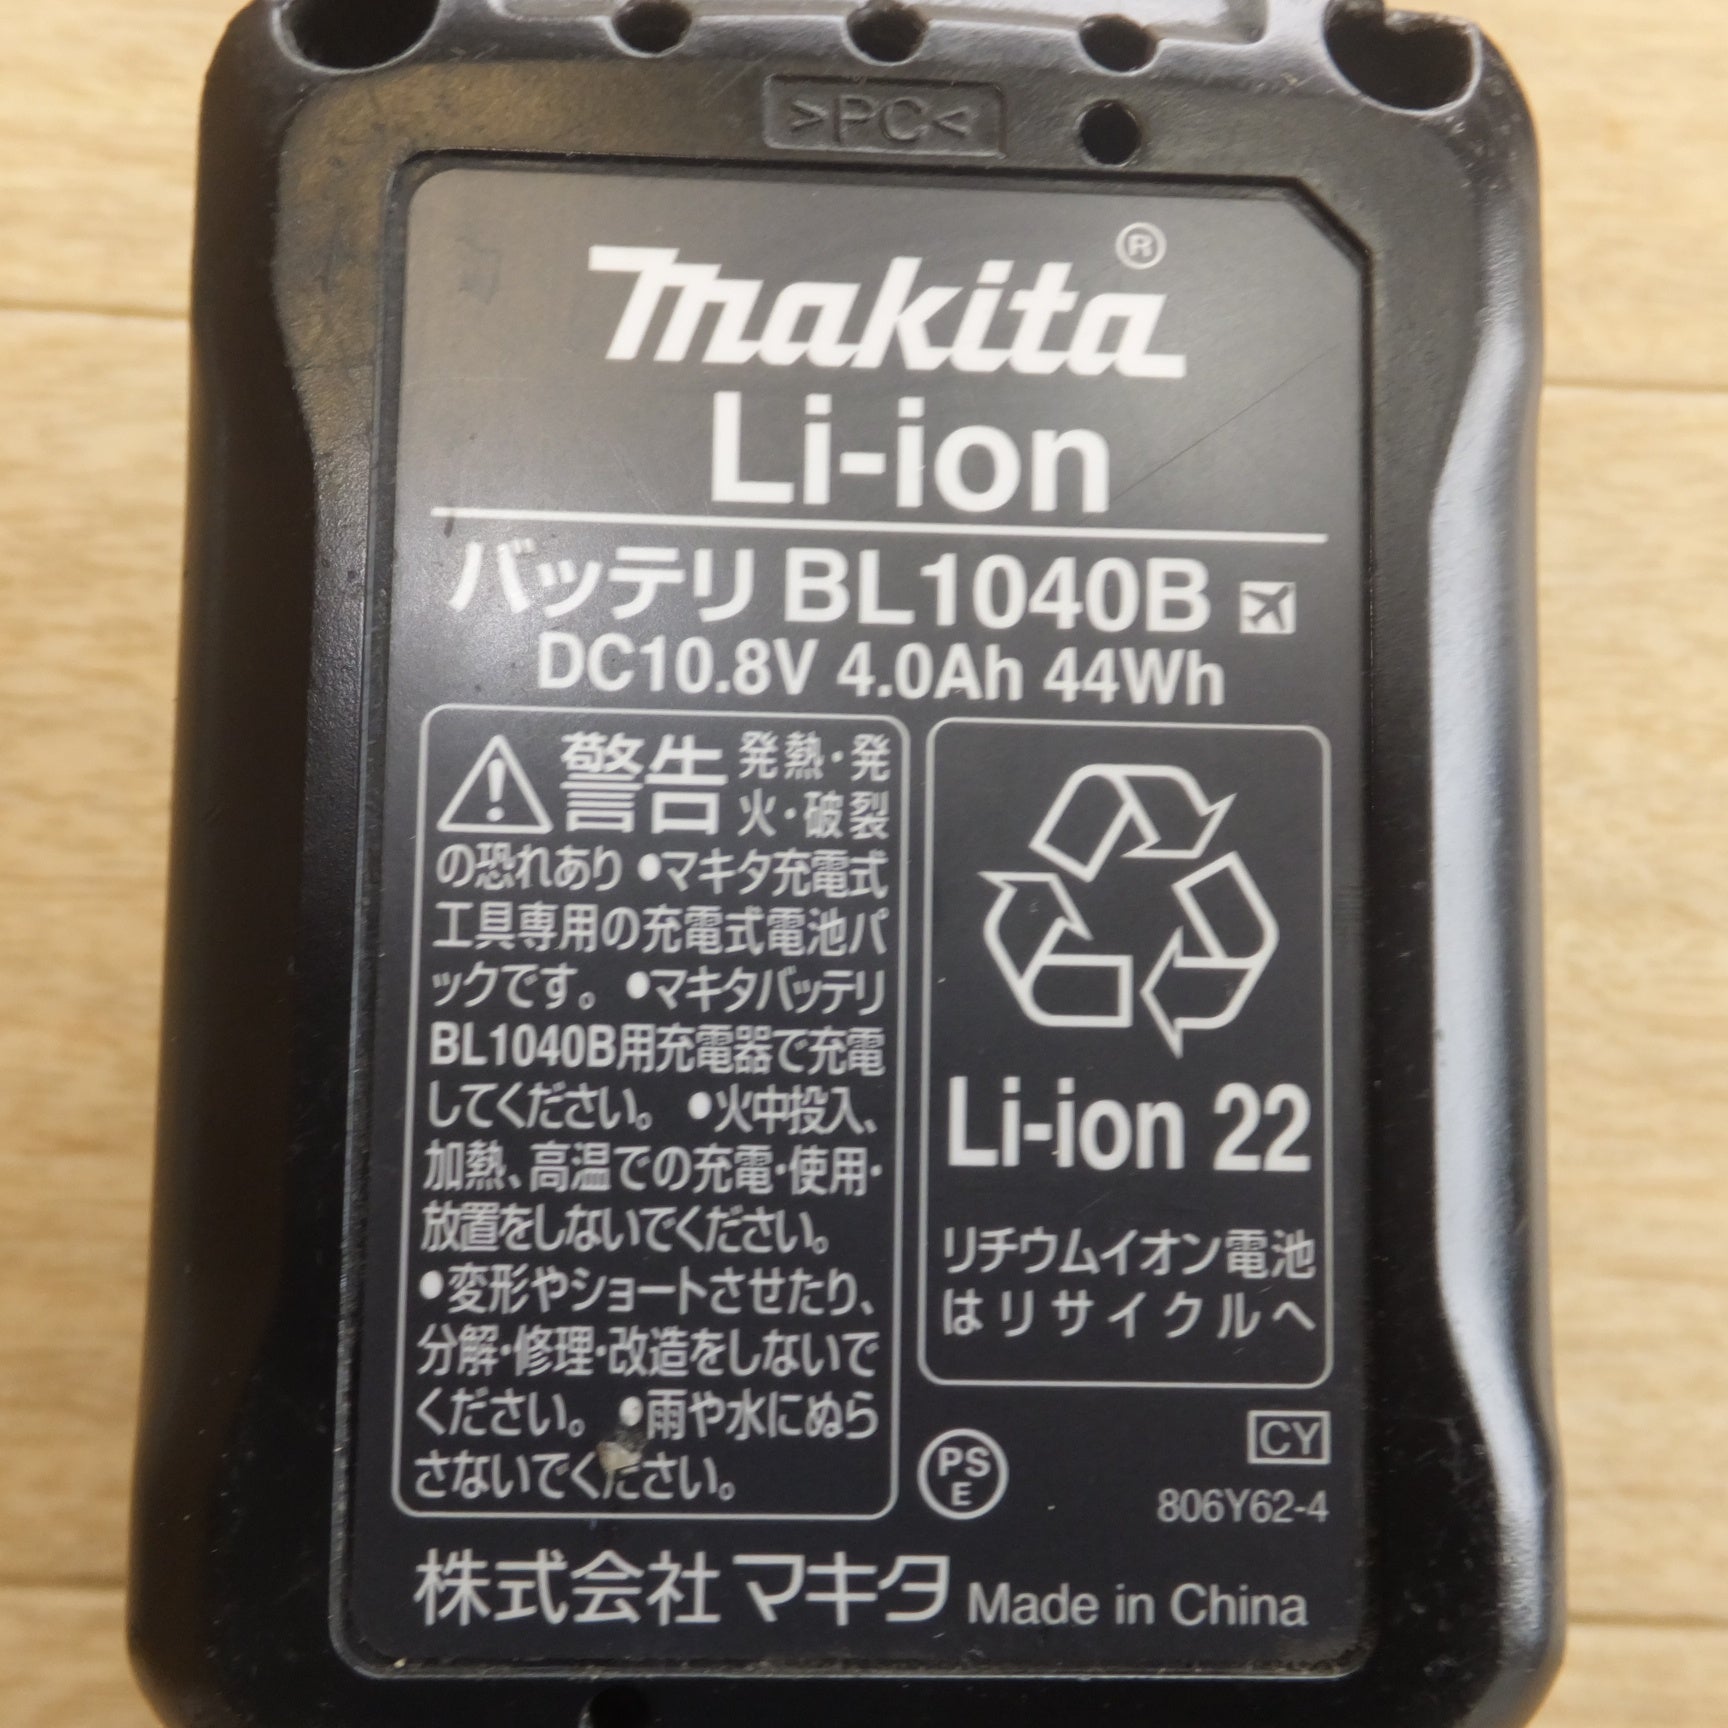 >PC<
makita®
Li-ion
バッテリ BL1040B
DC10.8V 4.0Ah 44Wh
警告 発熱・発
火・破裂
の恐れあり ●マキタ充電式
工具専用の充電式電池パ
ックです。 ●マキタバッテリ
BL1040B用充電器で充電
してください。 ●火中投入、
加熱、高温での充電・使用・
放置をしないでください。
●変形やショートさせたり、
分解・修理・改造をしないで
ください。 ●雨や水にぬら
さないでください。
Li-ion 22
リチウムイオン電池
はリサイクルへ
PS
E
CY
806Y62-4
株式会社マキタ Made in China